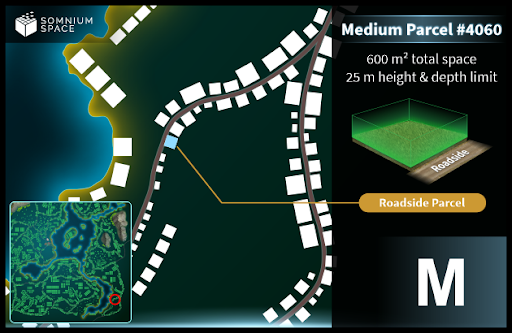 SOMNIUM
SPACE
Medium Parcel #4060
600 m² total space
25 m height & depth limit
Roadside
Roadside Parcel
M